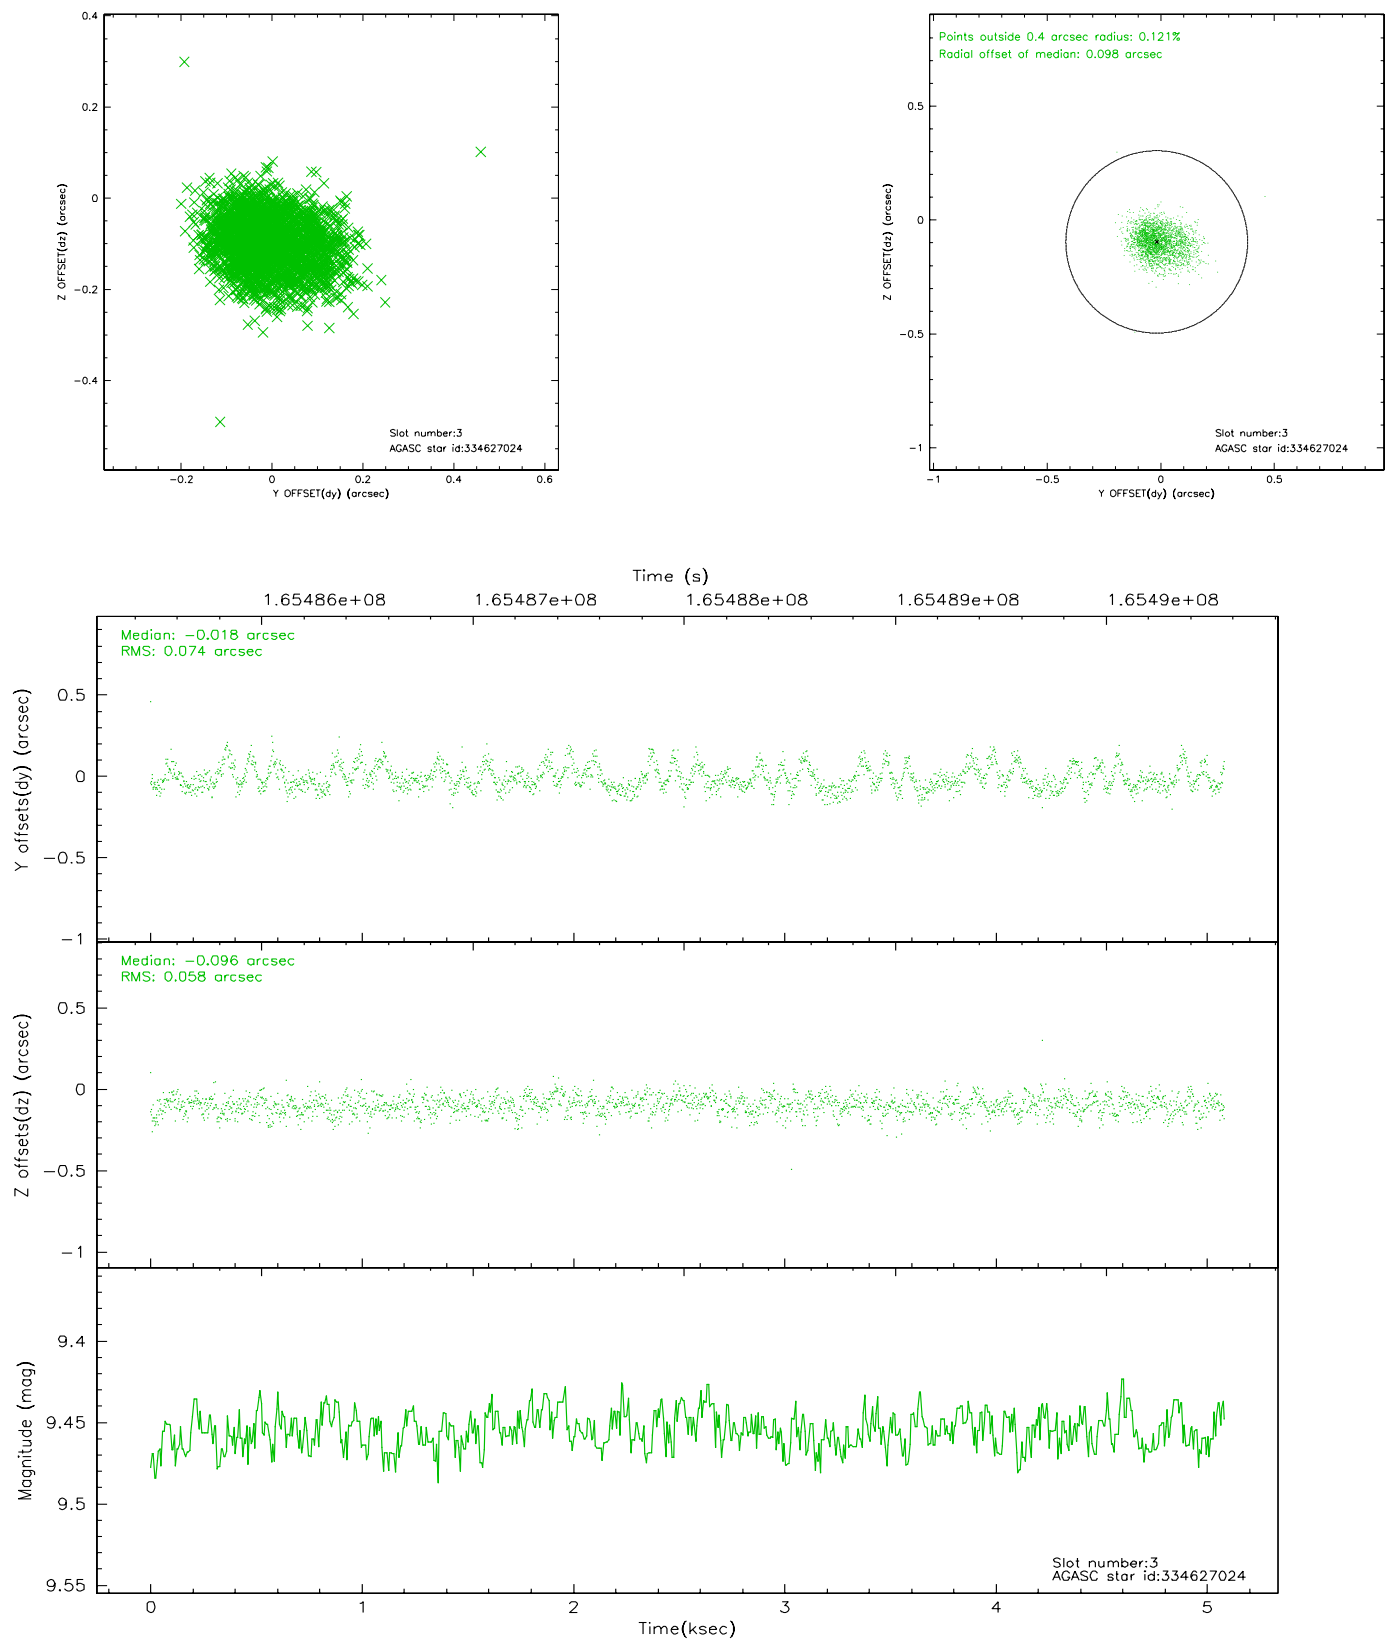 0.4
0.2
0
−0.2
−0.4
Z OFFSET(dz) (arcsec)
−0.2 0 0.2 0.4 0.6
Y OFFSET(dy) (arcsec)
Slot number:3
AGASC star id:334627024
Points outside 0.4 arcsec radius: 0.121%
Radial offset of median: 0.098 arcsec
0.5
0
−0.5
−1
Z OFFSET(dz) (arcsec)
−1 −0.5 0 0.5
Y OFFSET(dy) (arcsec)
Slot number:3
AGASC star id:334627024
Time (s)
1.65486e+08 1.65487e+08 1.65488e+08 1.65489e+08 1.6549e+08
Median: −0.018 arcsec
RMS: 0.074 arcsec
0.5
0
−0.5
−1
Y offsets(dy) (arcsec)
Median: −0.096 arcsec
RMS: 0.058 arcsec
0.5
0
−0.5
−1
Z offsets(dz) (arcsec)
9.4
9.45
9.5
9.55
Magnitude (mag)
Slot number:3
AGASC star id:334627024
0 1 2 3 4 5
Time(ksec)